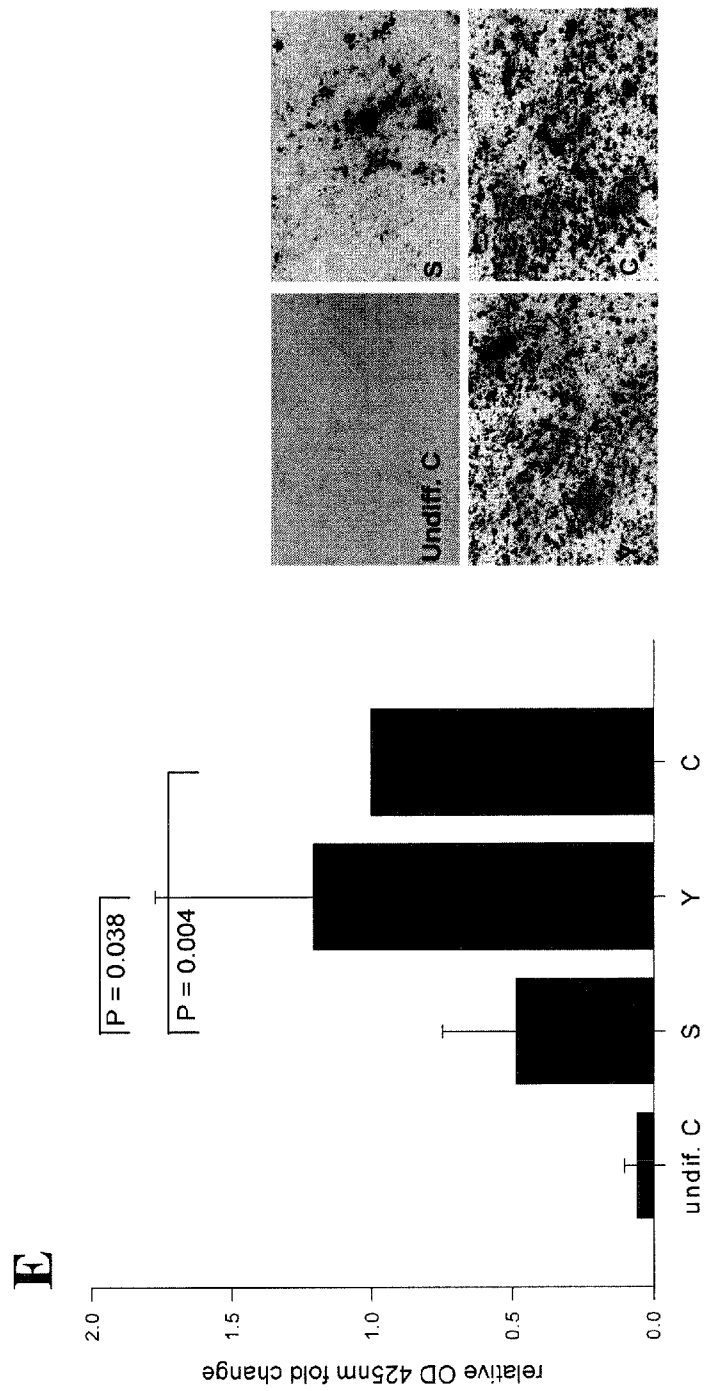 E
relative OD 425nm fold change
2.0
1.5
1.0
0.5
0.0
P = 0.038
P = 0.004
undif. C
S
Y
C
Undiff. C
S
Y
C